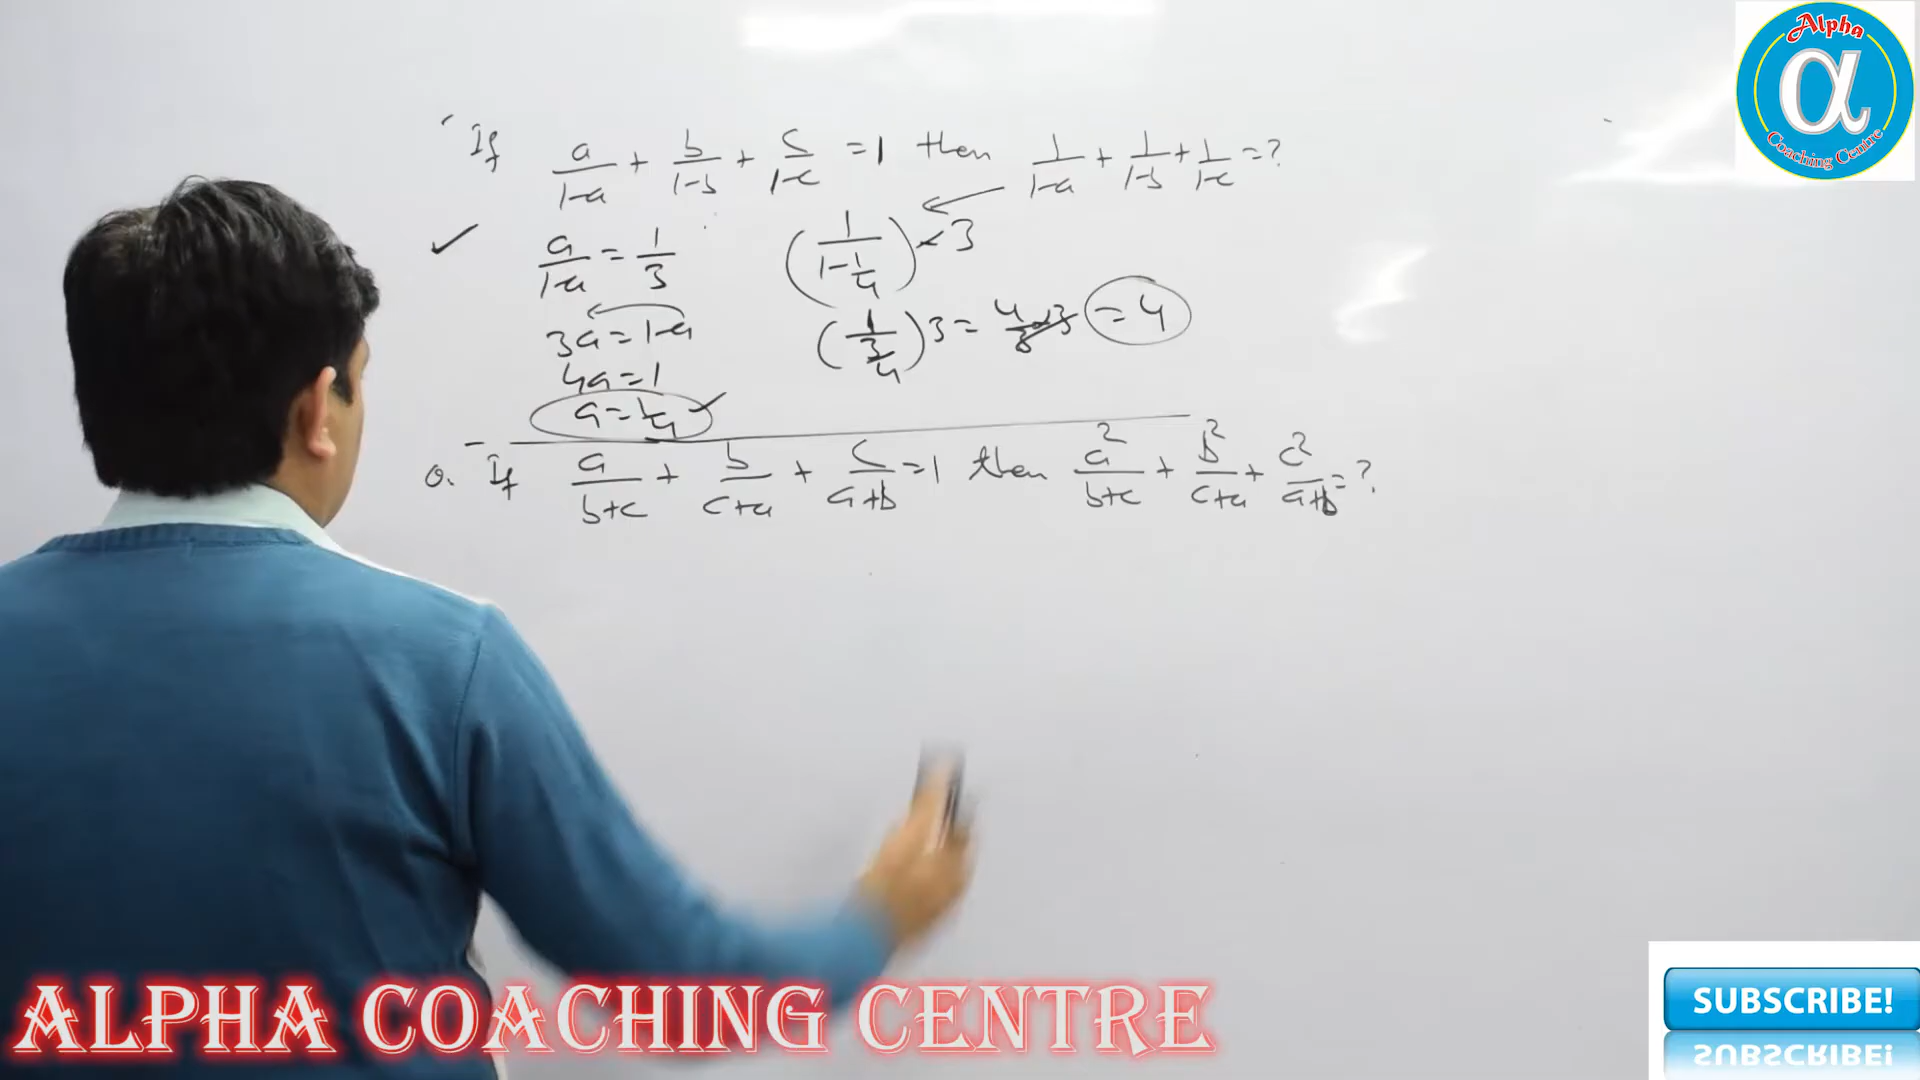 Alpha
α
Coaching Centre
If a/(1-a) + b/(1-b) + c/(1-c) = 1 then 1/(1-a) + 1/(1-b) + 1/(1-c) = ?
✓ a/(1-a) = 1/3
(1/(1-1/4)) × 3
3a = 1-a
(1/(3/4)) 3 = 4/3 × 3 = 4
4a = 1
a = 1/4 ✓
Q. If a/(b+c) + b/(c+a) + c/(a+b) = 1 then a²/(b+c) + b²/(c+a) + c²/(a+b) = ?
SUBSCRIBE!
ALPHA COACHING CENTRE